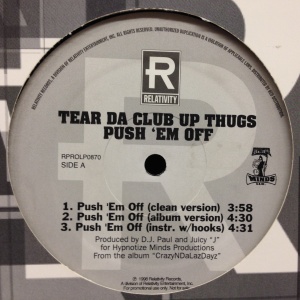 R
RELATIVITY
TEAR DA CLUB UP THUGS
PUSH 'EM OFF
RPROLP0870
SIDE A
MINDS
1. Push 'Em Off (clean version) 3:58
2. Push 'Em Off (album version) 4:30
3. Push 'Em Off (instr. w/hooks) 4:31
Produced by D.J. Paul and Juicy "J"
for Hypnotize Minds Productions
From the album "CrazyNDaLazDayz"